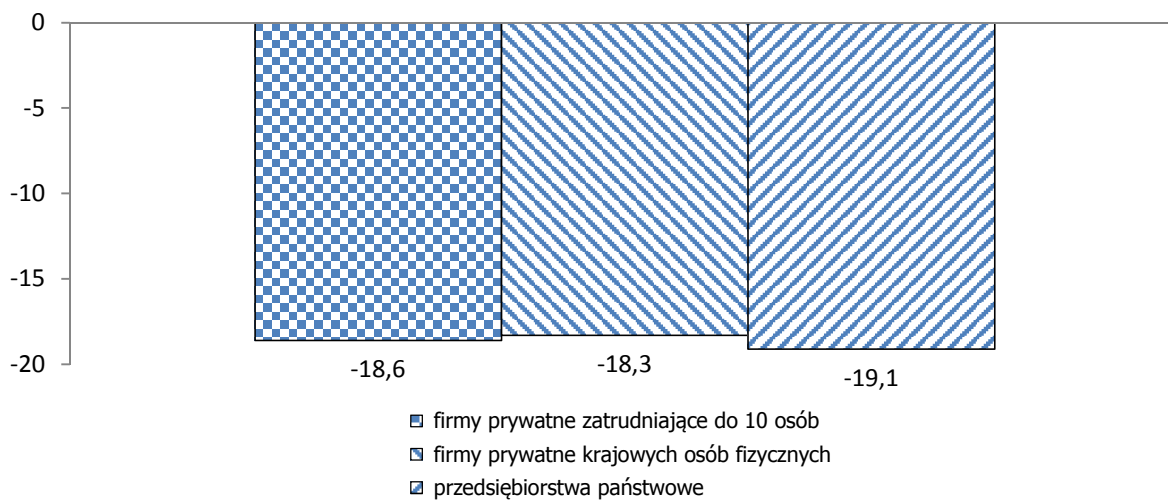 0
-5
-10
-15
-20
-18,6
-18,3
-19,1
firmy prywatne zatrudniające do 10 osób
firmy prywatne krajowych osób fizycznych
przedsiębiorstwa państwowe